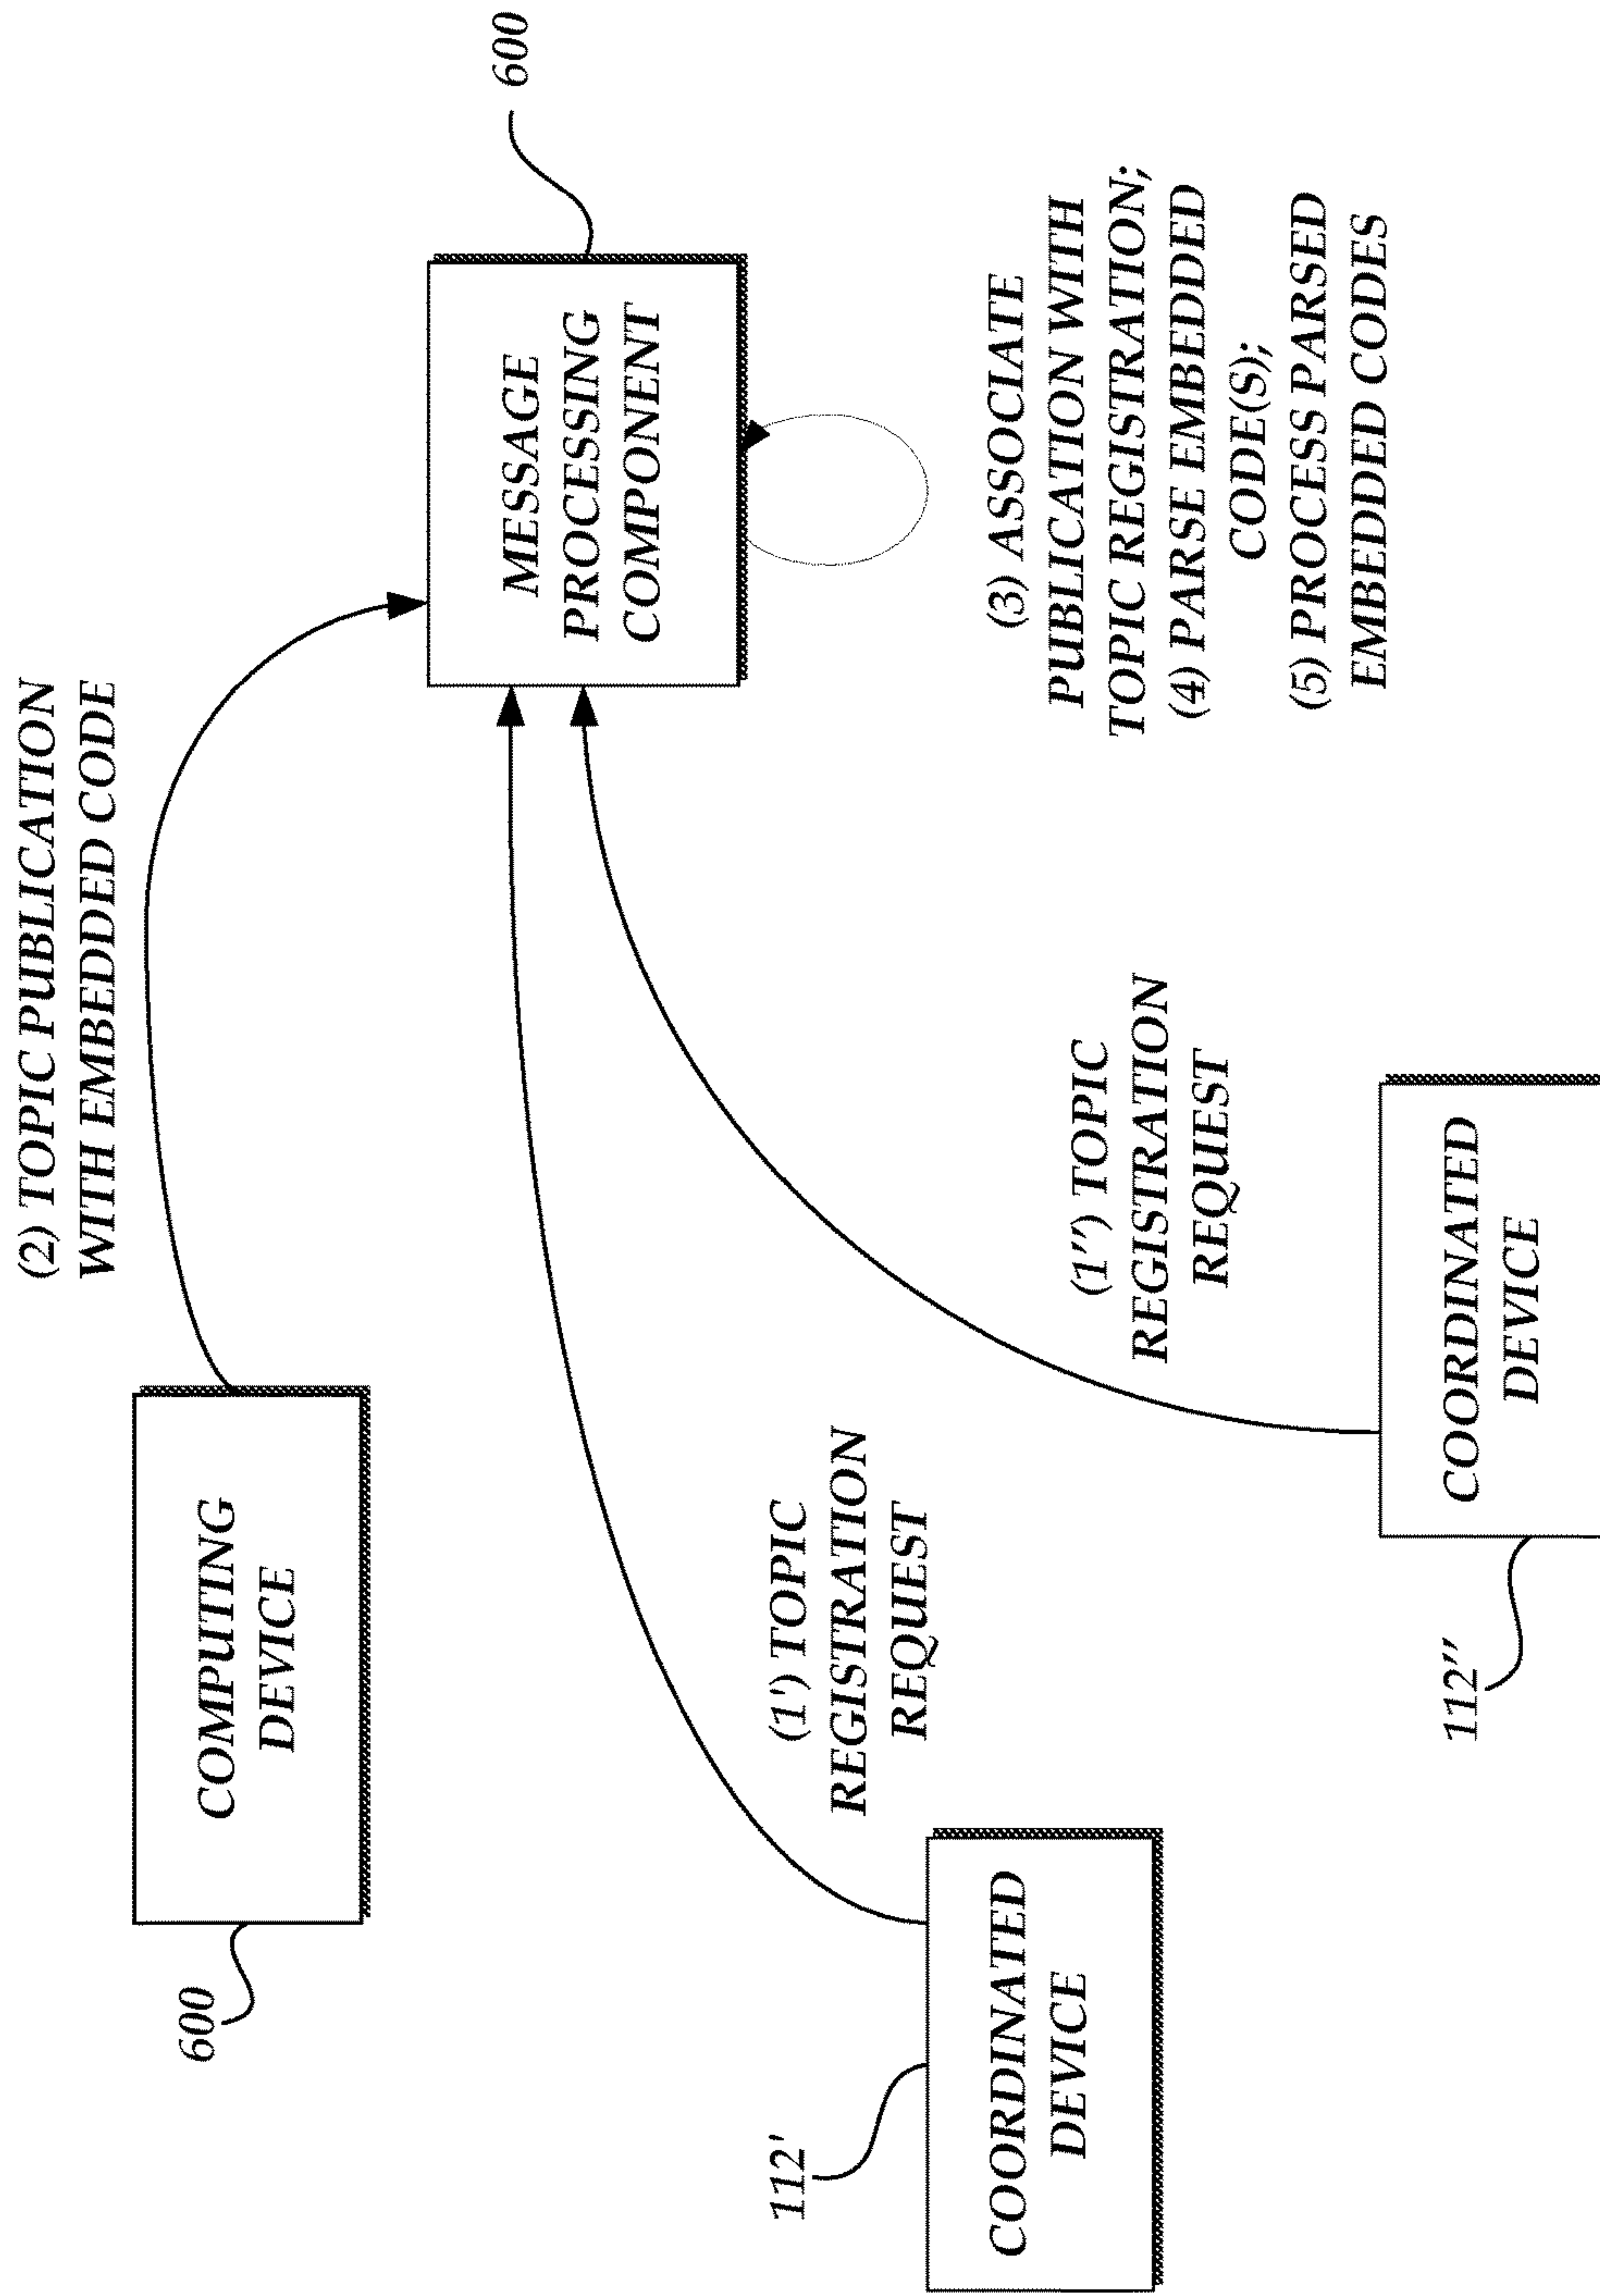 (2) TOPIC PUBLICATION
WITH EMBEDDED CODE
600
COMPUTING
DEVICE
MESSAGE
PROCESSING
COMPONENT
600
(1') TOPIC
REGISTRATION
REQUEST
112'
COORDINATED
DEVICE
(1'') TOPIC
REGISTRATION
REQUEST
(3) ASSOCIATE
PUBLICATION WITH
TOPIC REGISTRATION;
(4) PARSE EMBEDDED
CODE(S);
(5) PROCESS PARSED
EMBEDDED CODES
112''
COORDINATED
DEVICE